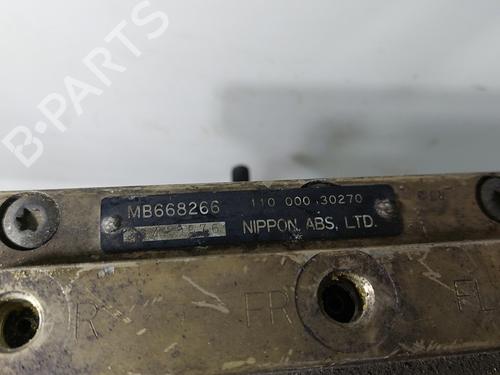 B-PARTS
MB668266 110 000 30270
NIPPON ABS, LTD.
R FR FL